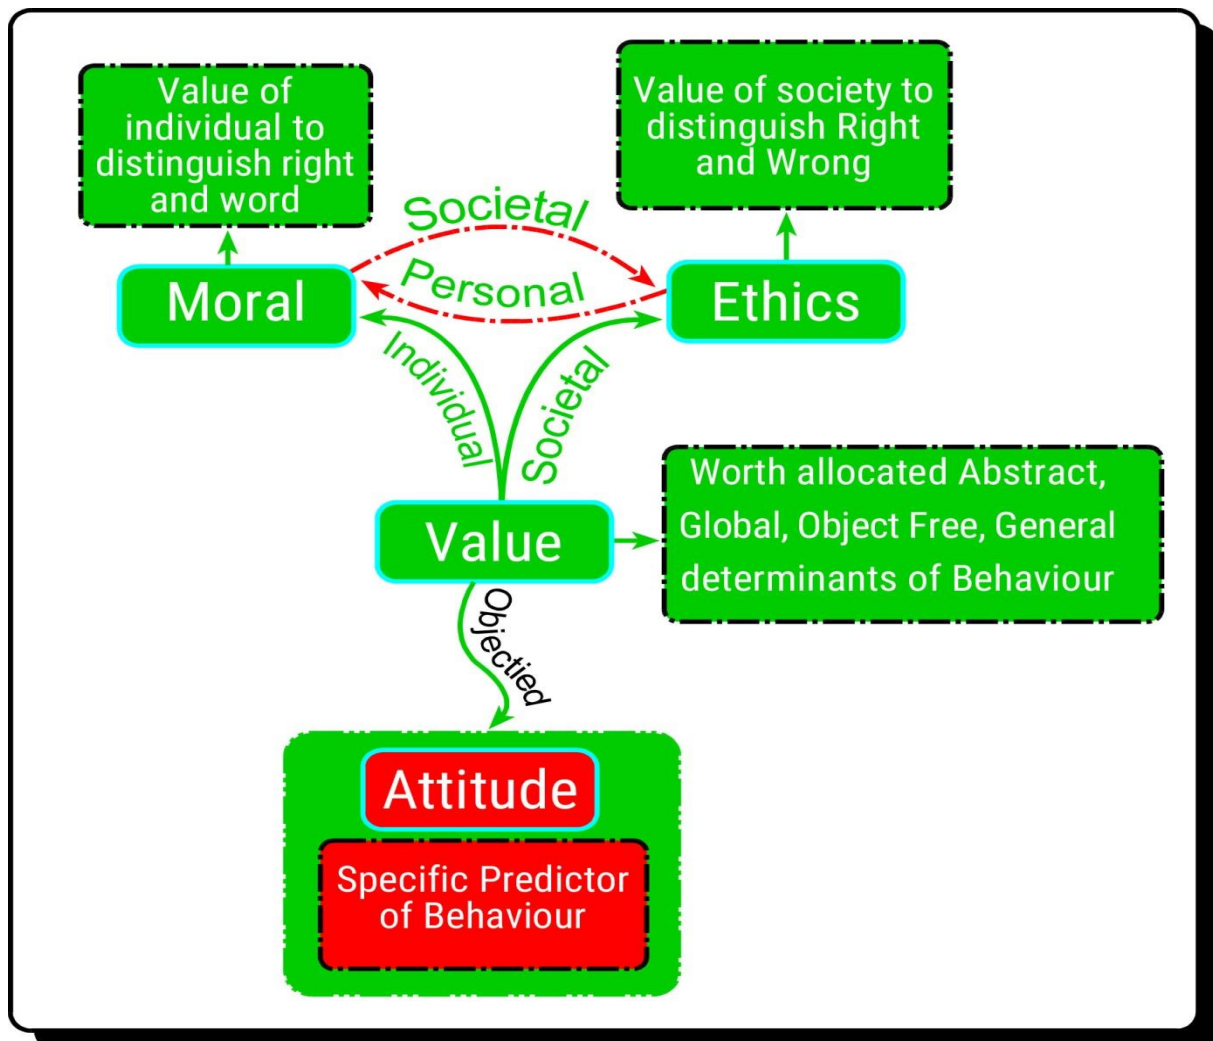 Value of
individual to
distinguish right
and word
Value of society to
distinguish Right
and Wrong
Societal
Personal
Moral
Ethics
Individual
Societal
Value
Worth allocated Abstract,
Global, Object Free, General
determinants of Behaviour
Objectied
Attitude
Specific Predictor
of Behaviour